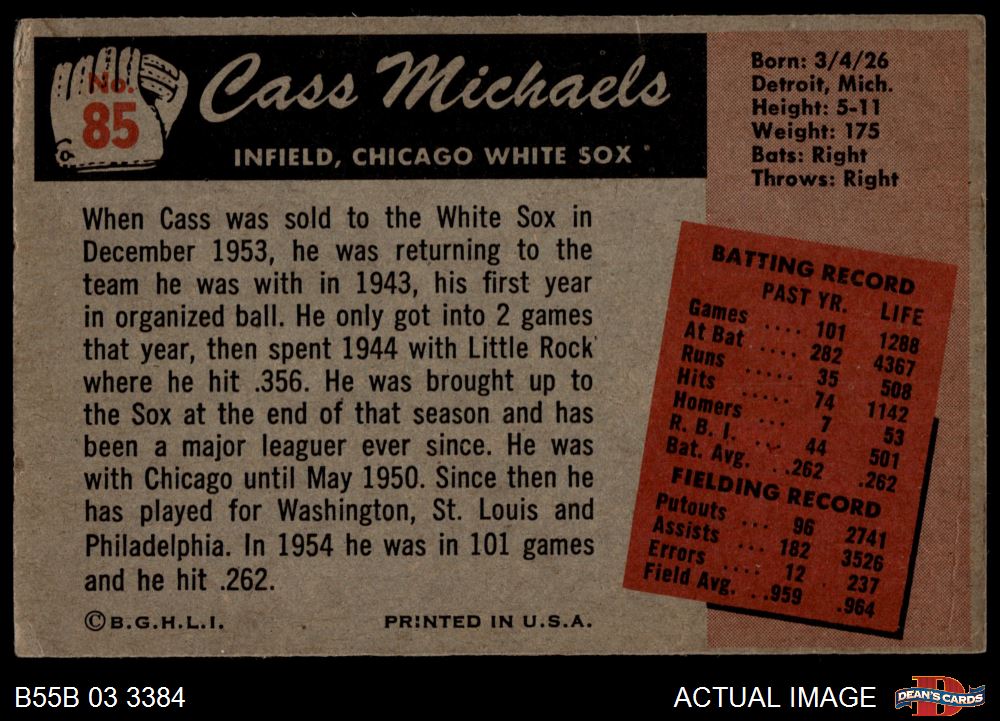 No.
85
Cass Michaels
INFIELD, CHICAGO WHITE SOX
Born: 3/4/26
Detroit, Mich.
Height: 5-11
Weight: 175
Bats: Right
Throws: Right
When Cass was sold to the White Sox in
December 1953, he was returning to the
team he was with in 1943, his first year
in organized ball. He only got into 2 games
that year, then spent 1944 with Little Rock
where he hit .356. He was brought up to
the Sox at the end of that season and has
been a major leaguer ever since. He was
with Chicago until May 1950. Since then he
has played for Washington, St. Louis and
Philadelphia. In 1954 he was in 101 games
and he hit .262.
© B.G.H.L.I. PRINTED IN U.S.A.
BATTING RECORD
PAST YR. LIFE
Games .... 101 1288
At Bat .... 282 4367
Runs ..... 35 508
Hits ..... 74 1142
Homers ... 7 53
R. B. I. ... 44 501
Bat. Avg. ..262 .262
FIELDING RECORD
Putouts ... 96 2741
Assists ... 182 3526
Errors .... 12 237
Field Avg. ..959 .964
B55B 03 3384 ACTUAL IMAGE
D
DEAN'S CARDS